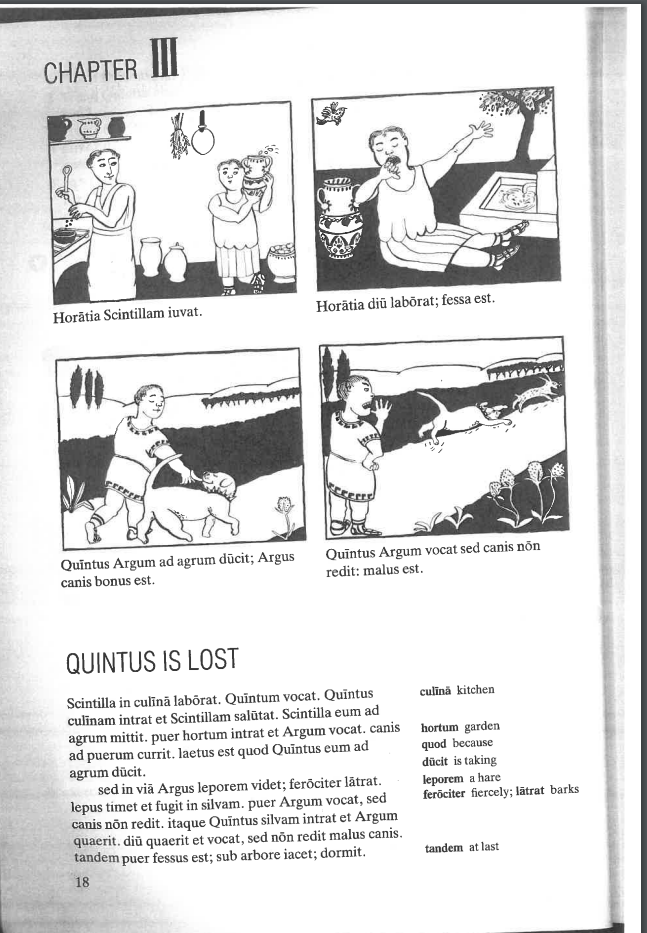 CHAPTER III
Horātia Scintillam iuvat.
Horātia diū labōrat; fessa est.
Quīntus Argum ad agrum dūcit; Argus
canis bonus est.
Quīntus Argum vocat sed canis nōn
redit: malus est.
QUINTUS IS LOST
Scintilla in culīnā labōrat. Quīntum vocat. Quīntus
culīnam intrat et Scintillam salūtat. Scintilla eum ad
agrum mittit. puer hortum intrat et Argum vocat. canis
ad puerum currit. laetus est quod Quīntus eum ad
agrum dūcit.
sed in viā Argus leporem videt; ferōciter lātrat.
lepus timet et fugit in silvam. puer Argum vocat, sed
canis nōn redit. itaque Quīntus silvam intrat et Argum
quaerit. diū quaerit et vocat, sed nōn redit malus canis.
tandem puer fessus est; sub arbore iacet; dormit.
culīnā kitchen
hortum garden
quod because
dūcit is taking
leporem a hare
ferōciter fiercely; lātrat barks
tandem at last
18